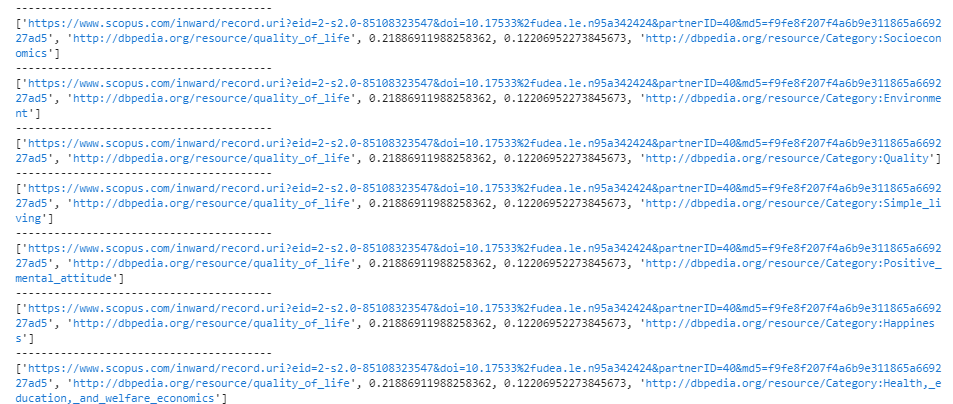 ----------------------------------------
['https://www.scopus.com/inward/record.uri?eid=2-s2.0-85108323547&doi=10.17533%2fudea.le.n95a342424&partnerID=40&md5=f9fe8f207f4a6b9e311865a6692
27ad5', 'http://dbpedia.org/resource/quality_of_life', 0.21886911988258362, 0.12206952273845673, 'http://dbpedia.org/resource/Category:Socioecon
omics']
----------------------------------------
['https://www.scopus.com/inward/record.uri?eid=2-s2.0-85108323547&doi=10.17533%2fudea.le.n95a342424&partnerID=40&md5=f9fe8f207f4a6b9e311865a6692
27ad5', 'http://dbpedia.org/resource/quality_of_life', 0.21886911988258362, 0.12206952273845673, 'http://dbpedia.org/resource/Category:Environme
nt']
----------------------------------------
['https://www.scopus.com/inward/record.uri?eid=2-s2.0-85108323547&doi=10.17533%2fudea.le.n95a342424&partnerID=40&md5=f9fe8f207f4a6b9e311865a6692
27ad5', 'http://dbpedia.org/resource/quality_of_life', 0.21886911988258362, 0.12206952273845673, 'http://dbpedia.org/resource/Category:Quality']
----------------------------------------
['https://www.scopus.com/inward/record.uri?eid=2-s2.0-85108323547&doi=10.17533%2fudea.le.n95a342424&partnerID=40&md5=f9fe8f207f4a6b9e311865a6692
27ad5', 'http://dbpedia.org/resource/quality_of_life', 0.21886911988258362, 0.12206952273845673, 'http://dbpedia.org/resource/Category:Simple_li
ving']
----------------------------------------
['https://www.scopus.com/inward/record.uri?eid=2-s2.0-85108323547&doi=10.17533%2fudea.le.n95a342424&partnerID=40&md5=f9fe8f207f4a6b9e311865a6692
27ad5', 'http://dbpedia.org/resource/quality_of_life', 0.21886911988258362, 0.12206952273845673, 'http://dbpedia.org/resource/Category:Positive_
mental_attitude']
----------------------------------------
['https://www.scopus.com/inward/record.uri?eid=2-s2.0-85108323547&doi=10.17533%2fudea.le.n95a342424&partnerID=40&md5=f9fe8f207f4a6b9e311865a6692
27ad5', 'http://dbpedia.org/resource/quality_of_life', 0.21886911988258362, 0.12206952273845673, 'http://dbpedia.org/resource/Category:Happines
s']
----------------------------------------
['https://www.scopus.com/inward/record.uri?eid=2-s2.0-85108323547&doi=10.17533%2fudea.le.n95a342424&partnerID=40&md5=f9fe8f207f4a6b9e311865a6692
27ad5', 'http://dbpedia.org/resource/quality_of_life', 0.21886911988258362, 0.12206952273845673, 'http://dbpedia.org/resource/Category:Health,_e
ducation,_and_welfare_economics']